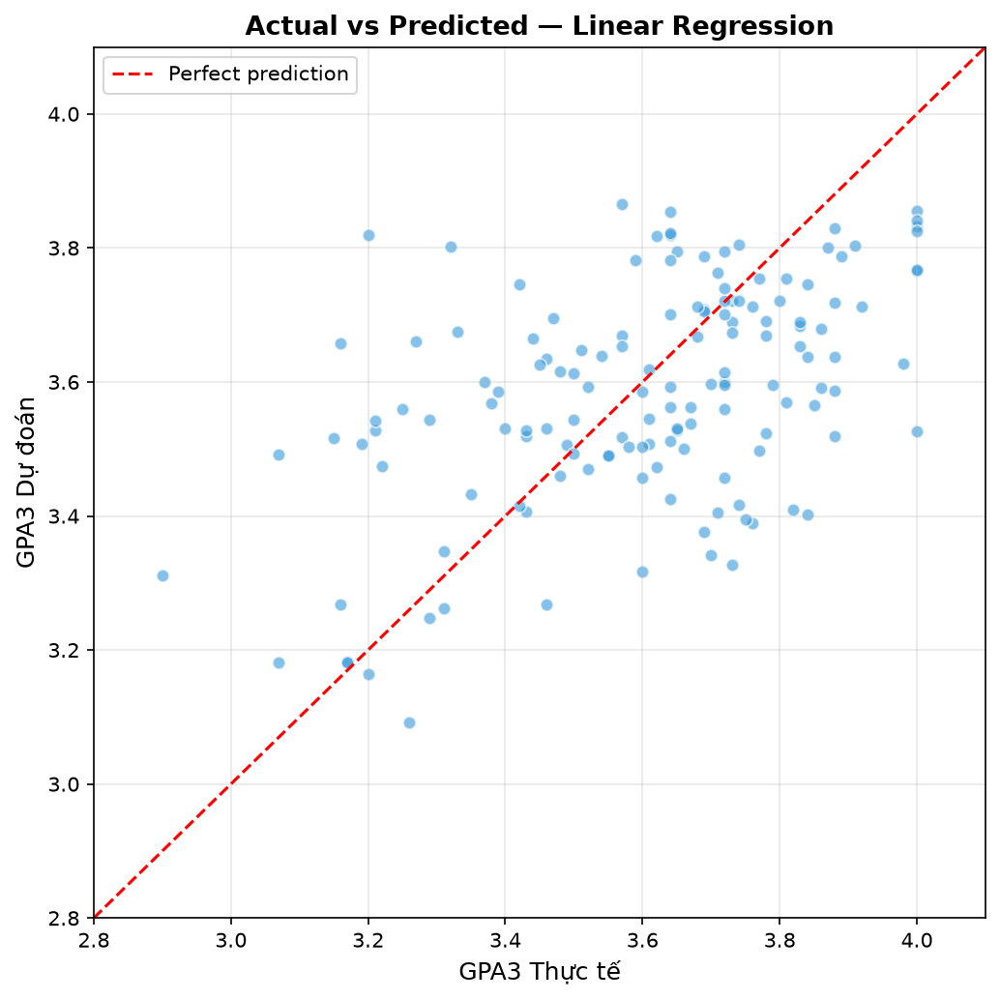 Actual vs Predicted — Linear Regression
Perfect prediction
4.0
3.8
3.6
3.4
3.2
3.0
2.8
GPA3 Dự đoán
2.8 3.0 3.2 3.4 3.6 3.8 4.0
GPA3 Thực tế